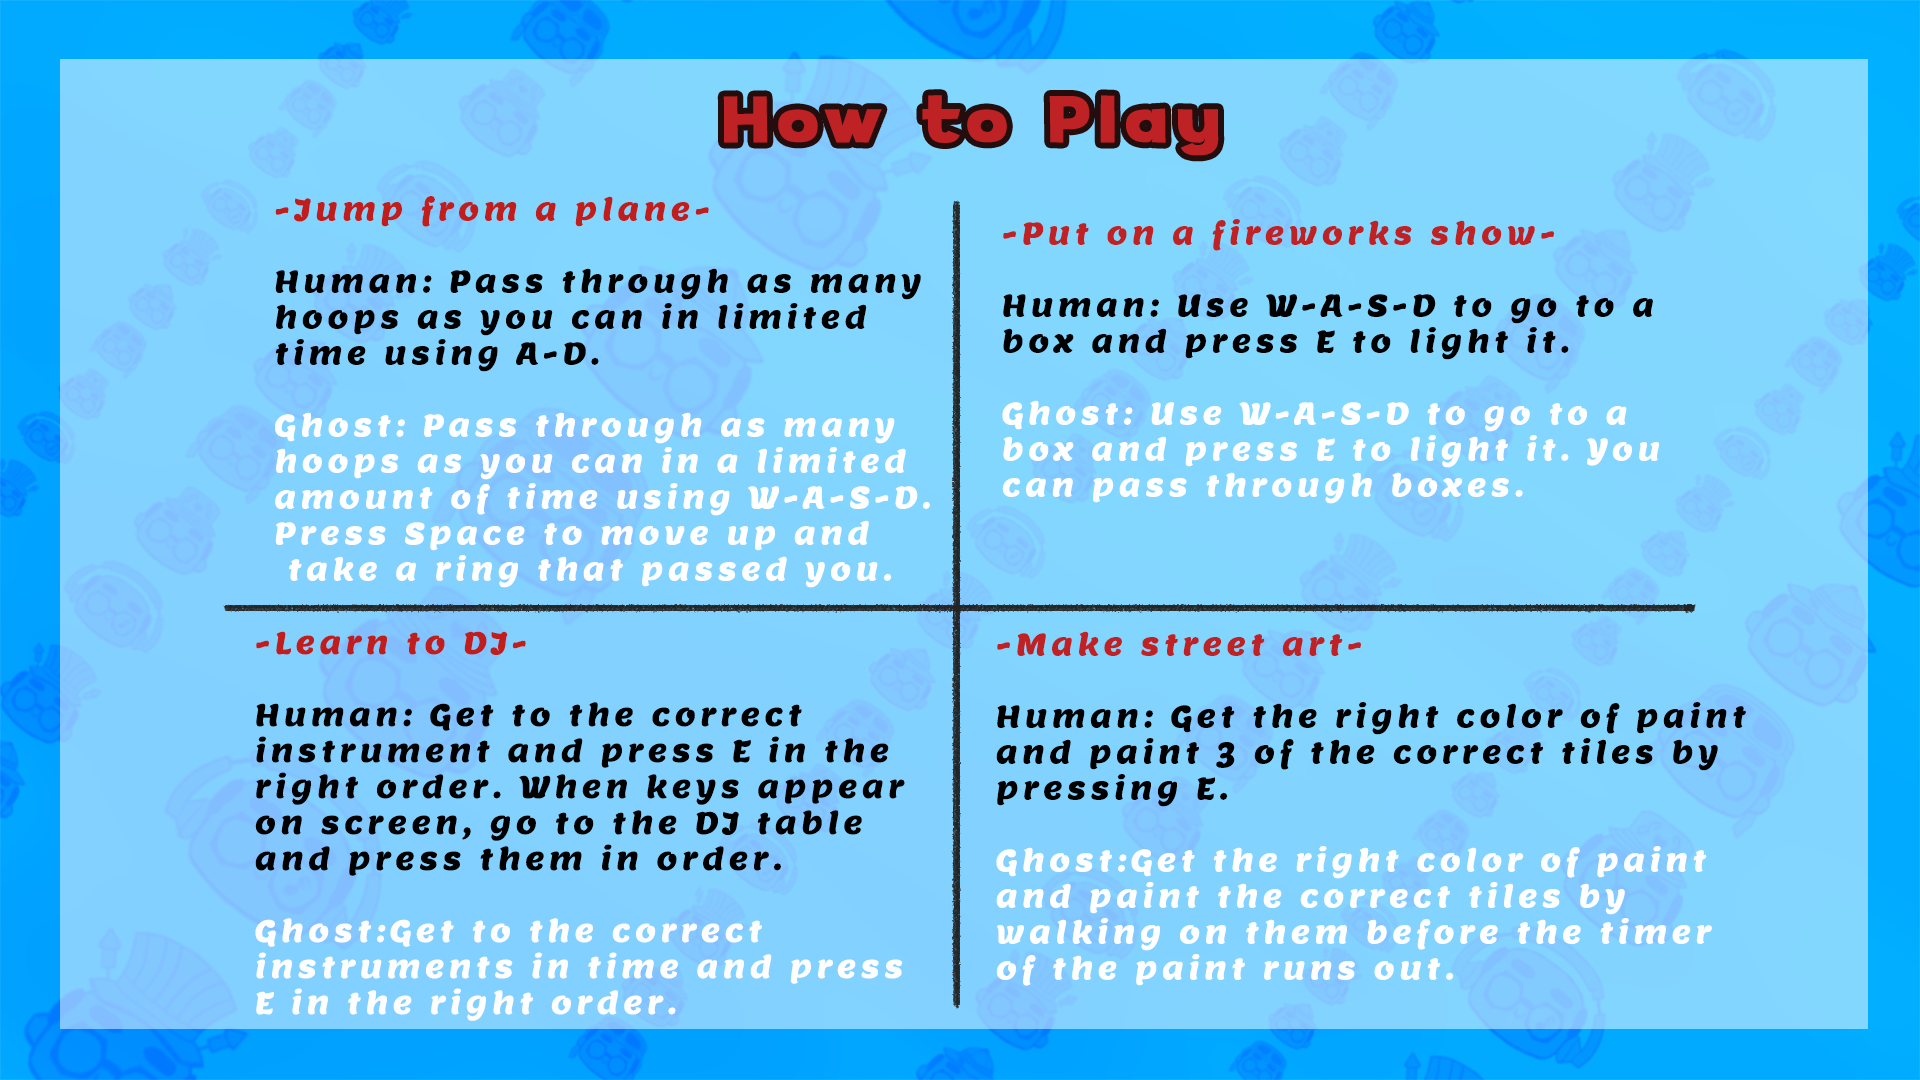 How to Play
-Jump from a plane-
Human: Pass through as many
hoops as you can in limited
time using A-D.
Ghost: Pass through as many
hoops as you can in a limited
amount of time using W-A-S-D.
Press Space to move up and
take a ring that passed you.
-Put on a fireworks show-
Human: Use W-A-S-D to go to a
box and press E to light it.
Ghost: Use W-A-S-D to go to a
box and press E to light it. You
can pass through boxes.
-Learn to DJ-
Human: Get to the correct
instrument and press E in the
right order. When keys appear
on screen, go to the DJ table
and press them in order.
Ghost:Get to the correct
instruments in time and press
E in the right order.
-Make street art-
Human: Get the right color of paint
and paint 3 of the correct tiles by
pressing E.
Ghost:Get the right color of paint
and paint the correct tiles by
walking on them before the timer
of the paint runs out.